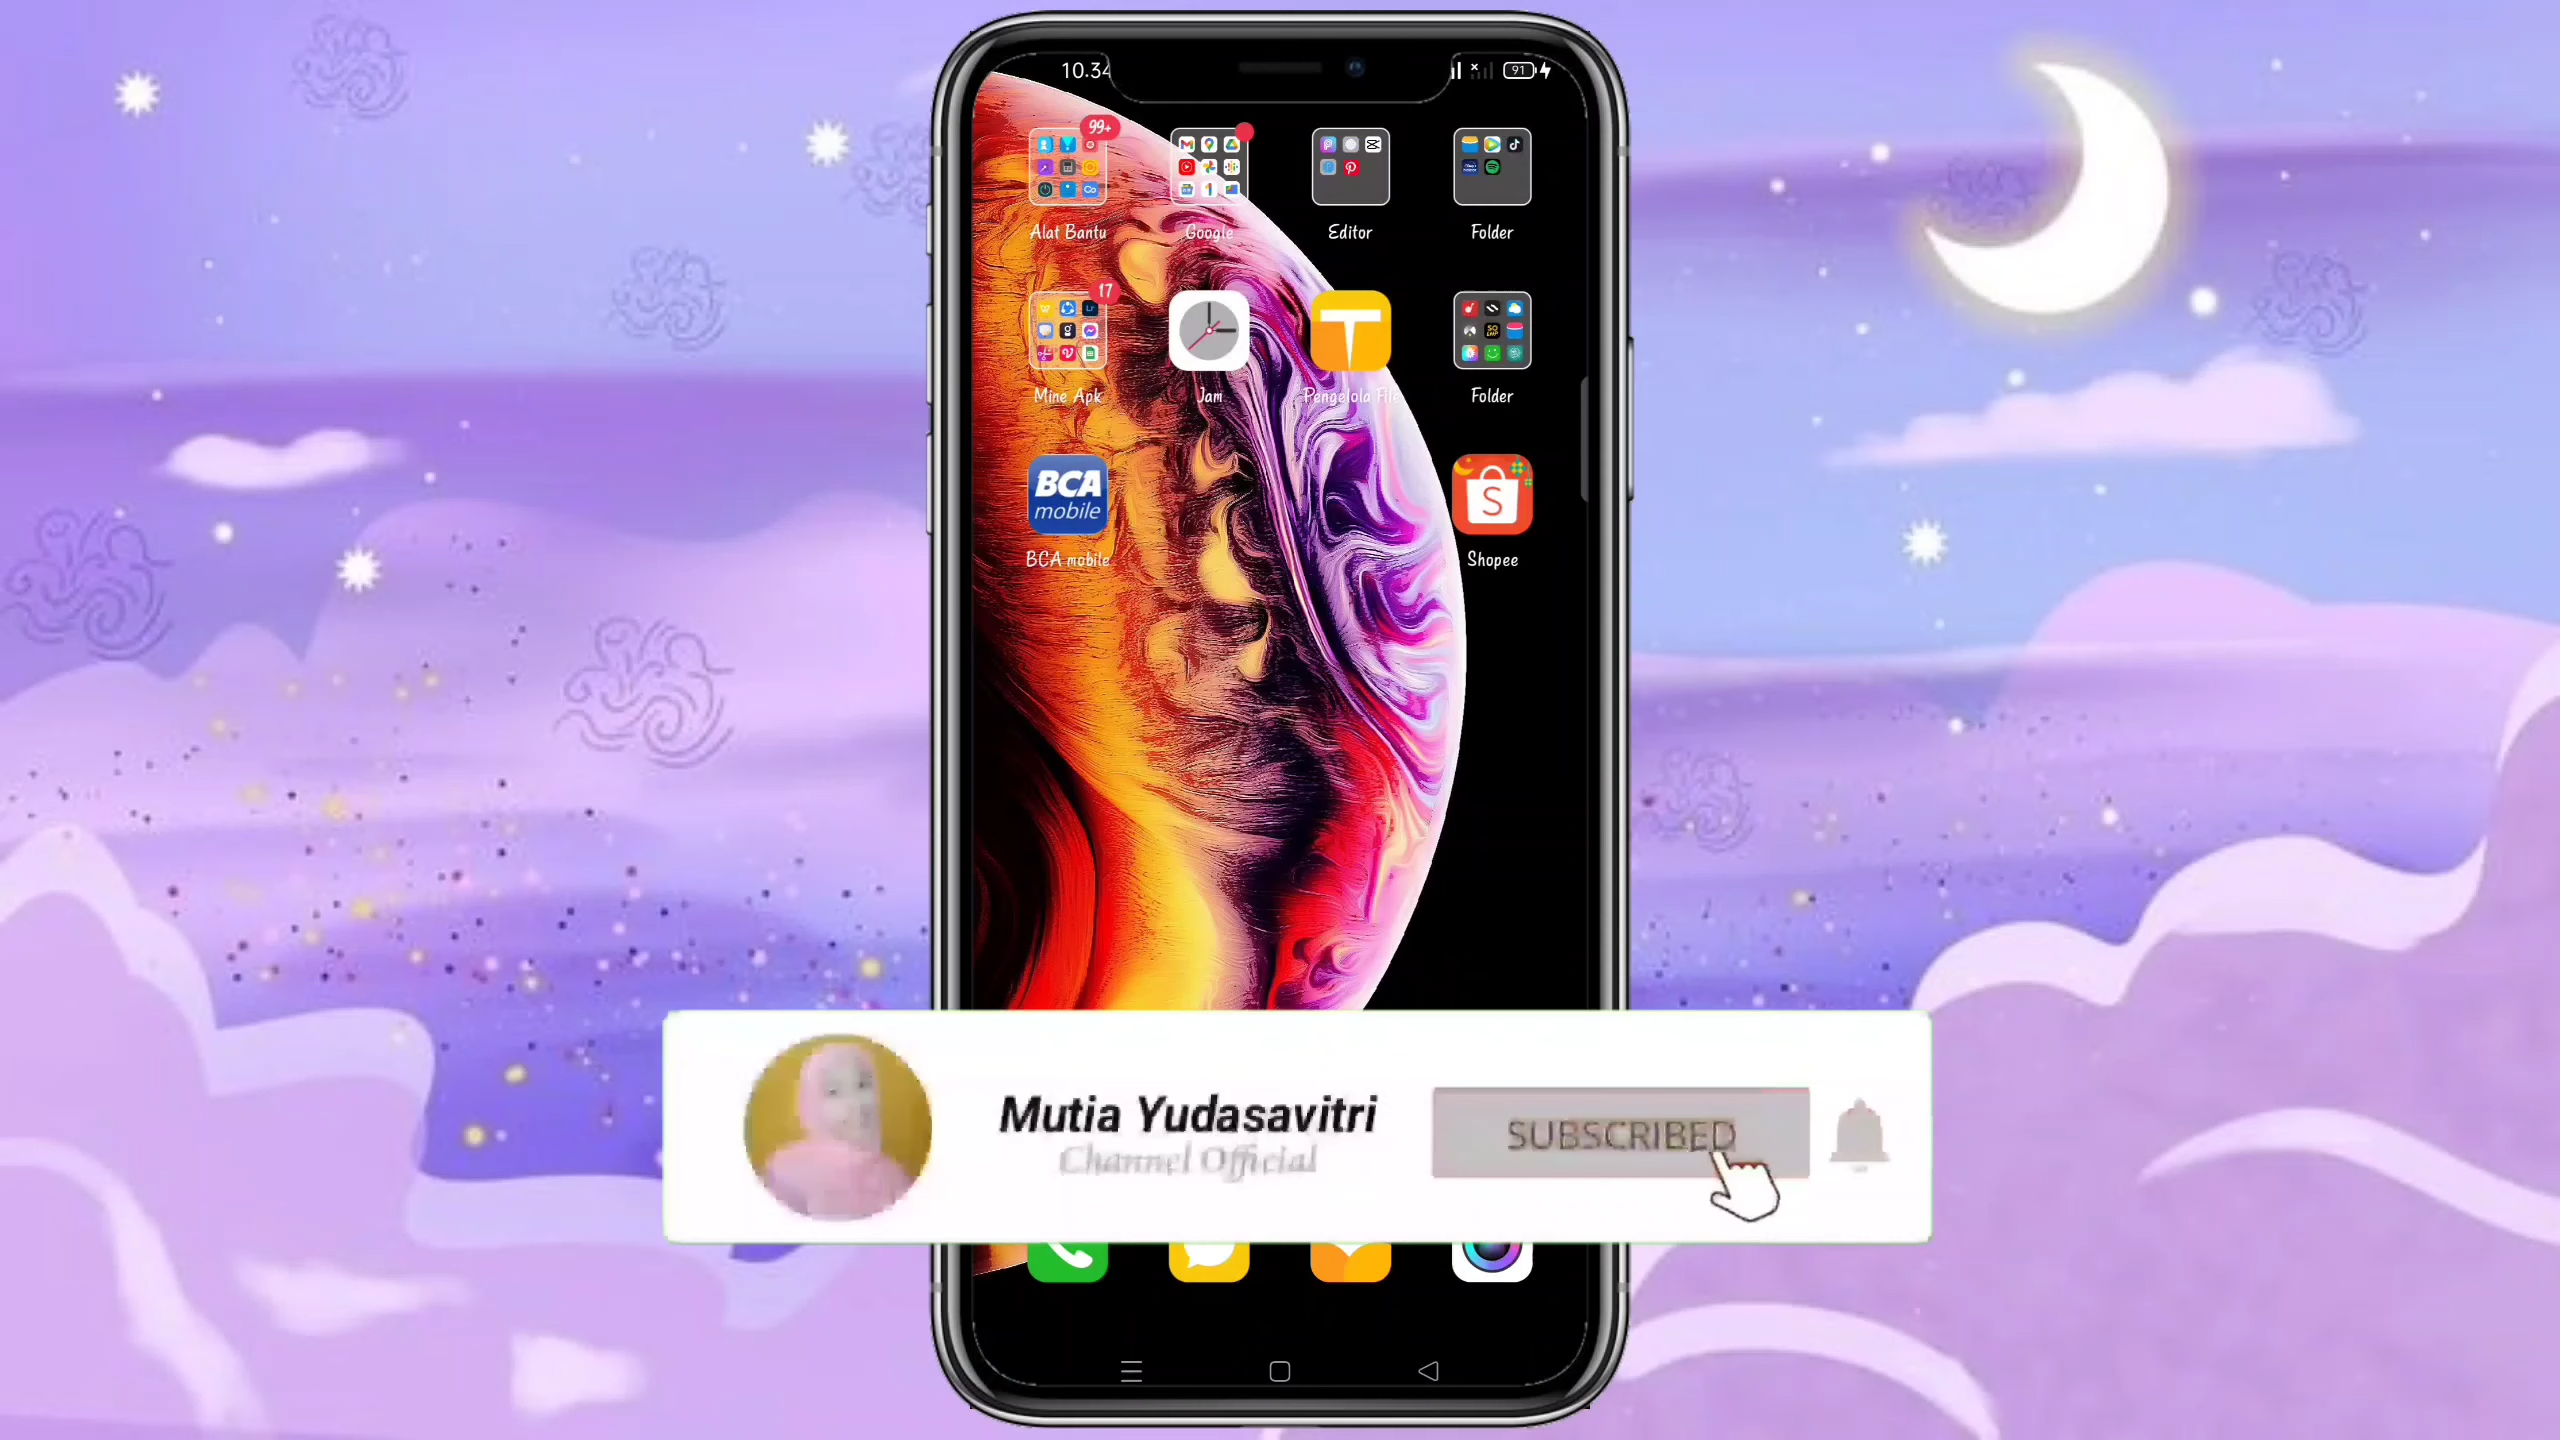 10.34
91
99+
Alat Bantu
Google
Editor
Folder
17
Mine Apk
Jam
Pengelola File
Folder
BCA
mobile
BCA mobile
S
Shopee
Mutia Yudasavitri
Channel Official
SUBSCRIBED